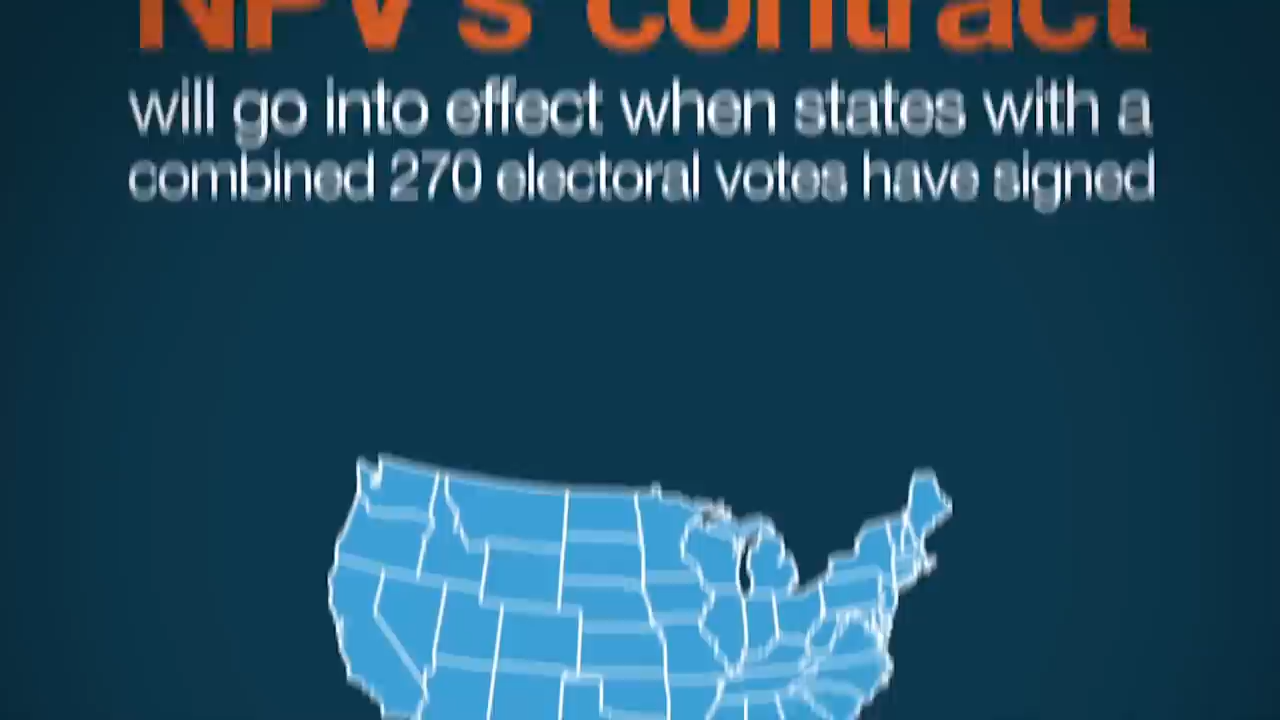 NPV's contract
will go into effect when states with a
combined 270 electoral votes have signed